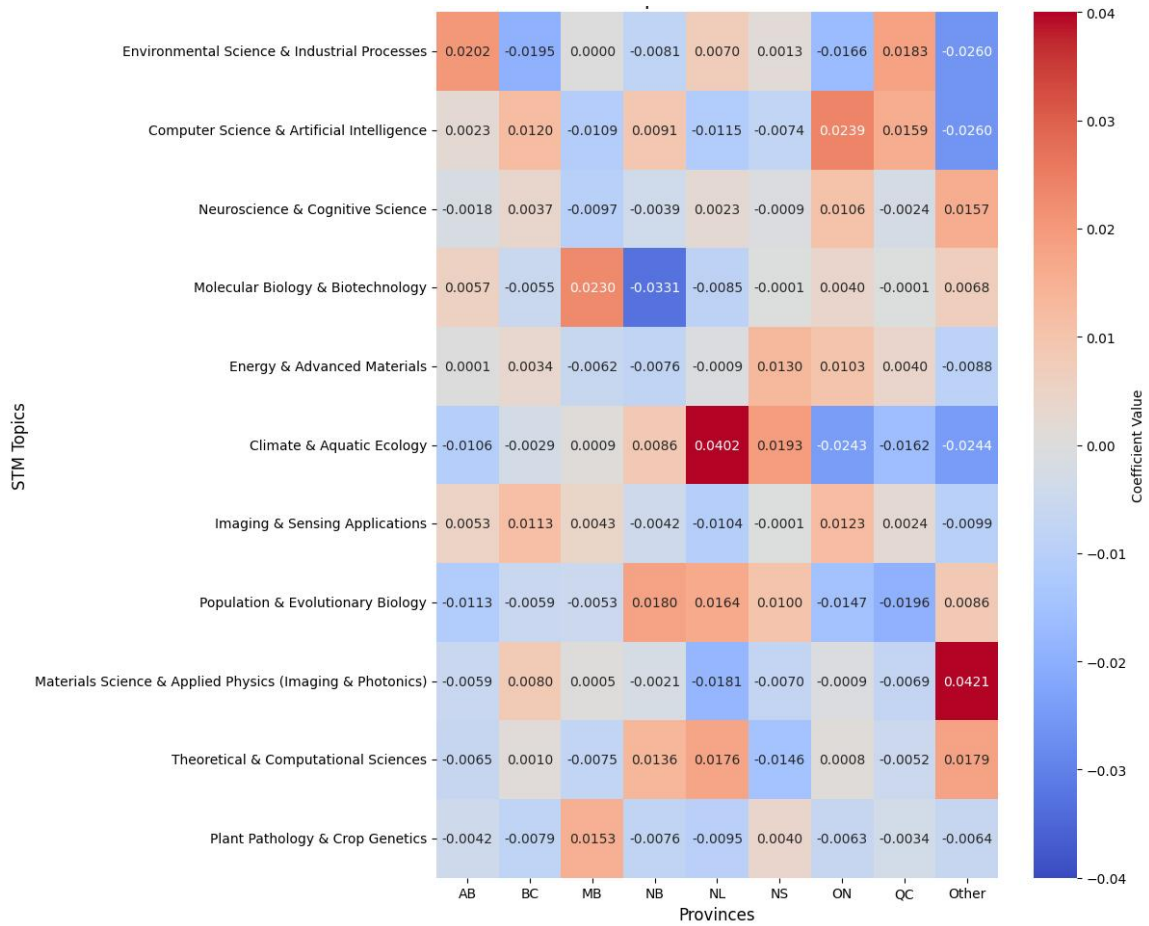 0.04
Environmental Science & Industrial Processes 0.0202 -0.0195 0.0000 -0.0081 0.0070 0.0013 -0.0166 0.0183 -0.0260
0.03
Computer Science & Artificial Intelligence 0.0023 0.0120 -0.0109 0.0091 -0.0115 -0.0074 0.0239 0.0159 -0.0260
Neuroscience & Cognitive Science -0.0018 0.0037 -0.0097 -0.0039 0.0023 -0.0009 0.0106 -0.0024 0.0157
0.02
Molecular Biology & Biotechnology 0.0057 -0.0055 0.0230 -0.0331 -0.0085 -0.0001 0.0040 -0.0001 0.0068
0.01
Energy & Advanced Materials 0.0001 0.0034 -0.0062 -0.0076 -0.0009 0.0130 0.0103 0.0040 -0.0088
STM Topics
Climate & Aquatic Ecology -0.0106 -0.0029 0.0009 0.0086 0.0402 0.0193 -0.0243 -0.0162 -0.0244
0.00
Coefficient Value
Imaging & Sensing Applications 0.0053 0.0113 0.0043 -0.0042 -0.0104 -0.0001 0.0123 0.0024 -0.0099
−0.01
Population & Evolutionary Biology -0.0113 -0.0059 -0.0053 0.0180 0.0164 0.0100 -0.0147 -0.0196 0.0086
−0.02
Materials Science & Applied Physics (Imaging & Photonics) -0.0059 0.0080 0.0005 -0.0021 -0.0181 -0.0070 -0.0009 -0.0069 0.0421
Theoretical & Computational Sciences -0.0065 0.0010 -0.0075 0.0136 0.0176 -0.0146 0.0008 -0.0052 0.0179
−0.03
Plant Pathology & Crop Genetics -0.0042 -0.0079 0.0153 -0.0076 -0.0095 0.0040 -0.0063 -0.0034 -0.0064
−0.04
AB BC MB NB NL NS ON QC Other
Provinces